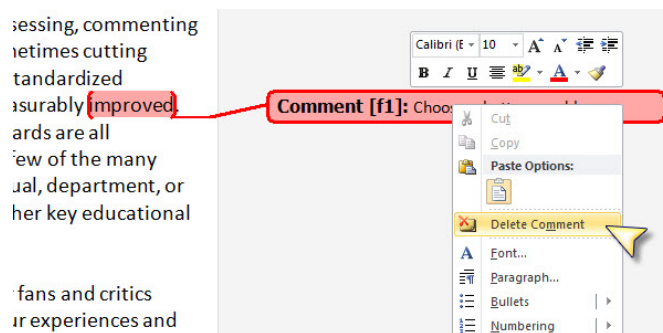 sessing, commenting
netimes cutting
tandardized
asurably improved.
ards are all
few of the many
ual, department, or
her key educational
fans and critics
ur experiences and
Calibri (E
10
A A
B I U ab A
Comment [f1]:
Cut
Copy
Paste Options:
Delete Comment
A Font...
Paragraph...
Bullets
Numbering